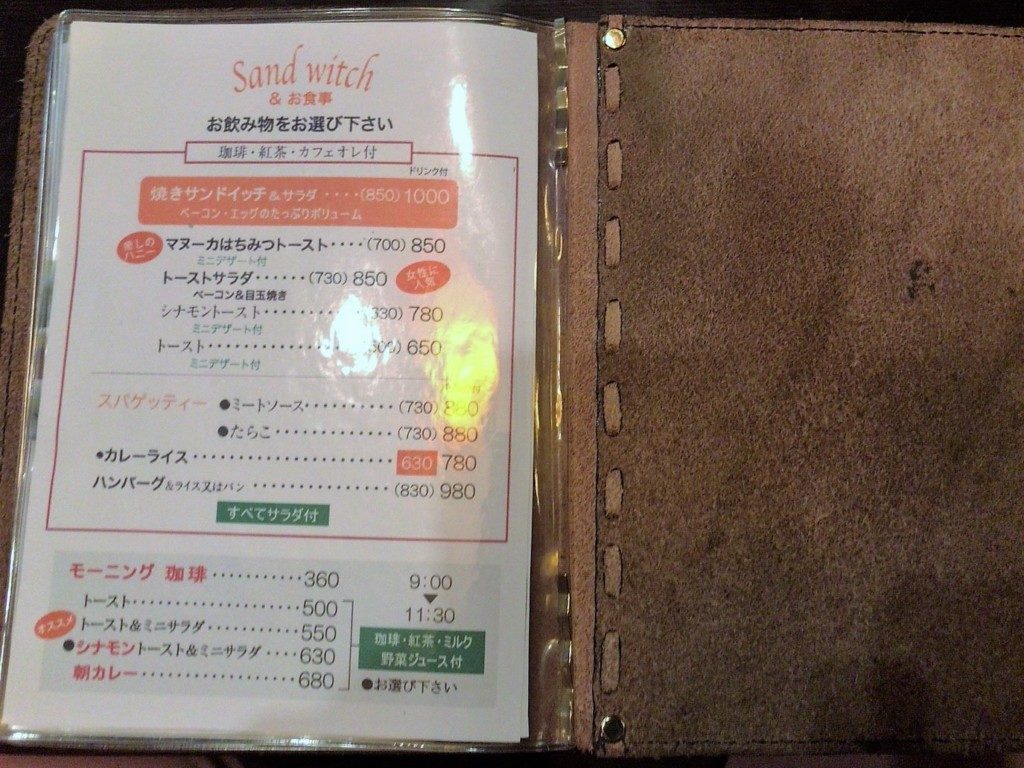 Sand witch
& お食事
お飲み物をお選び下さい
珈琲・紅茶・カフェオレ付
ドリンク付
焼きサンドイッチ&サラダ ････(850) 1000
ベーコン・エッグのたっぷりボリューム
癒しの
ハニー
マヌーカはちみつトースト････(700) 850
ミニデザート付
トーストサラダ･･････(730) 850
女性に
人気
ベーコン&目玉焼き
シナモントースト･･････････ 780
ミニデザート付
トースト･･････････････ 650
ミニデザート付
付
スパゲッティー ●ミートソース･･････････(730) 880
●たらこ･････････････(730) 880
●カレーライス････････････････････････ 630 780
ハンバーグ&ライス又はパン ････････････････(830) 980
すべてサラダ付
モーニング 珈琲･･･････････360
トースト･･････････････････500
オススメ
トースト&ミニサラダ･･････････550
●シナモントースト&ミニサラダ ････630
朝カレー･･････････････････680
9:00
▼
11:30
珈琲・紅茶・ミルク
野菜ジュース付
●お選び下さい